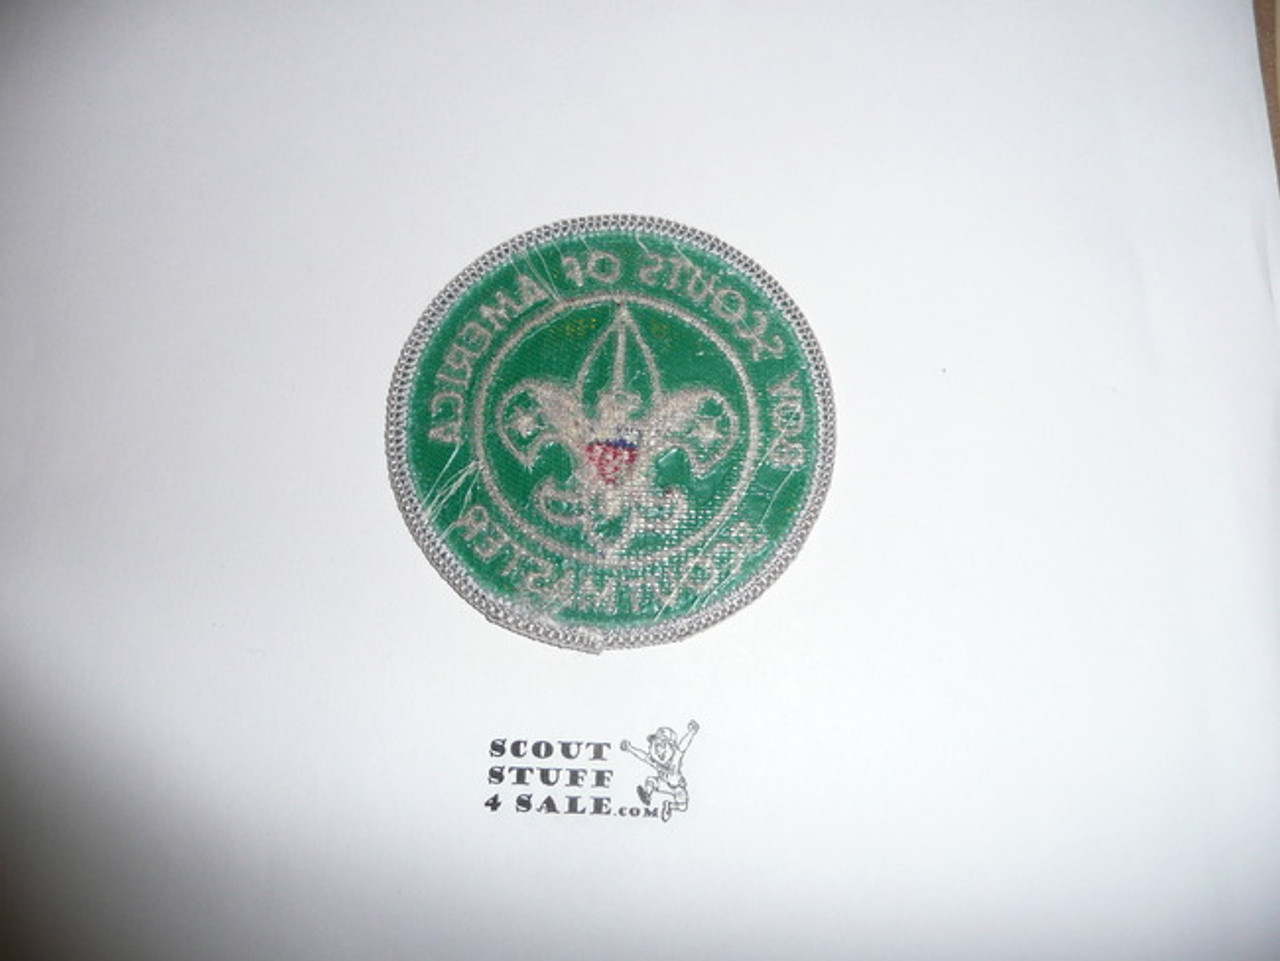 BOY SCOUTS OF AMERICA
SCOUTMASTER
SCOUT
STUFF
4 SALE.COM